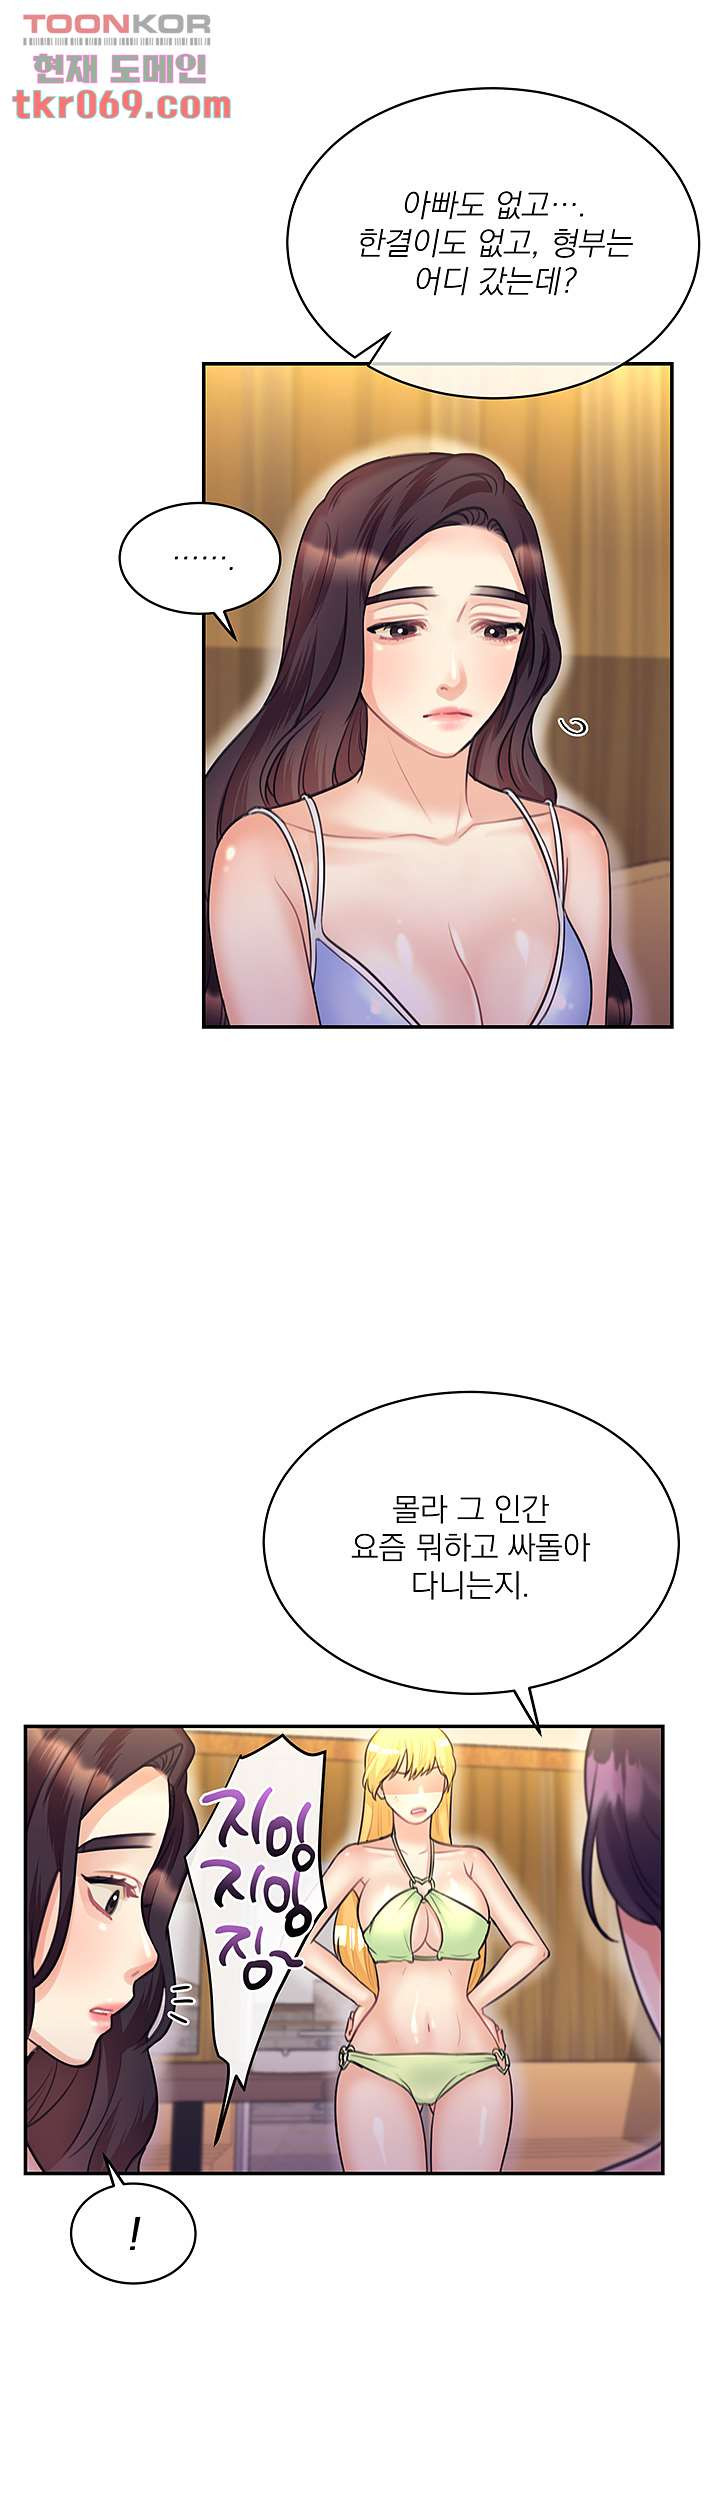 TOONKOR
현재 도메인
tkr069.com
아빠도 없고….
한결이도 없고, 형부는
어디 갔는데?
…….
몰라 그 인간
요즘 뭐하고 싸돌아
다니는지.
지잉
지잉
징~
!